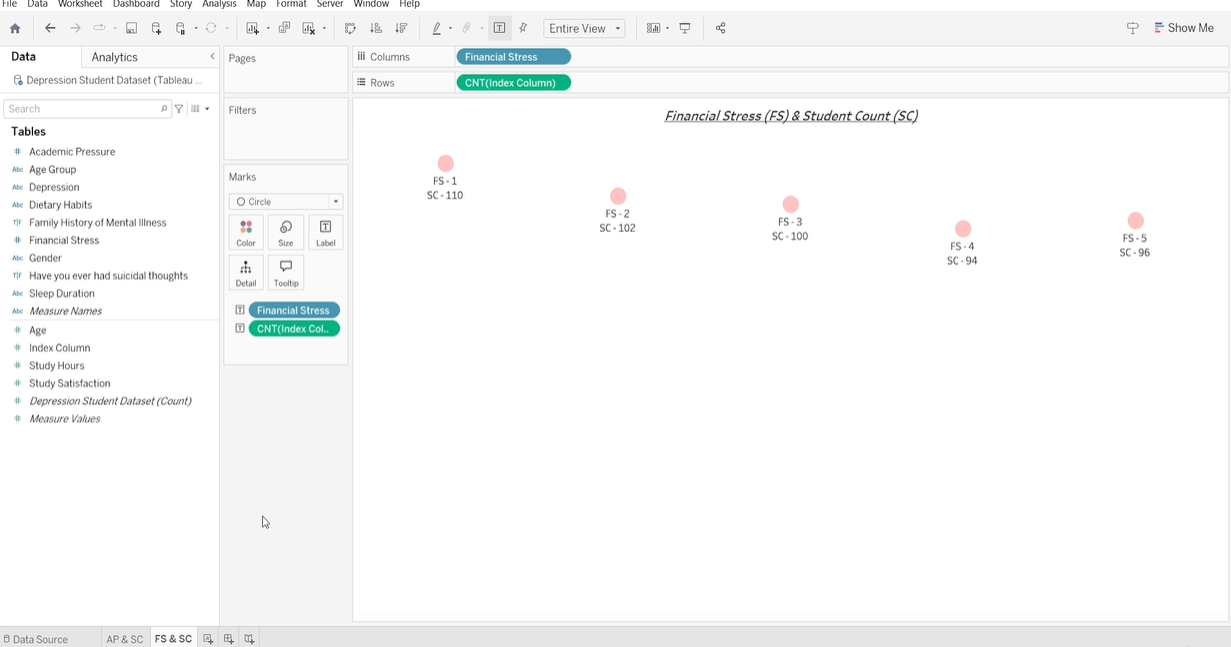 File Data Worksheet Dashboard Story Analysis Map Format Server Window Help
Entire View
Show Me
Data Analytics
Depression Student Dataset (Tableau ...
Search
Tables
# Academic Pressure
Abc Age Group
Abc Depression
Abc Dietary Habits
T|F Family History of Mental Illness
# Financial Stress
Abc Gender
T|F Have you ever had suicidal thoughts
Abc Sleep Duration
Abc Measure Names
# Age
# Index Column
# Study Hours
# Study Satisfaction
# Depression Student Dataset (Count)
# Measure Values
Pages
Filters
Marks
Circle
Color Size Label
Detail Tooltip
Financial Stress
CNT(Index Col..
Columns Financial Stress
Rows CNT(Index Column)
Financial Stress (FS) & Student Count (SC)
FS - 1
SC - 110
FS - 2
SC - 102
FS - 3
SC - 100
FS - 4
SC - 94
FS - 5
SC - 96
Data Source AP & SC FS & SC